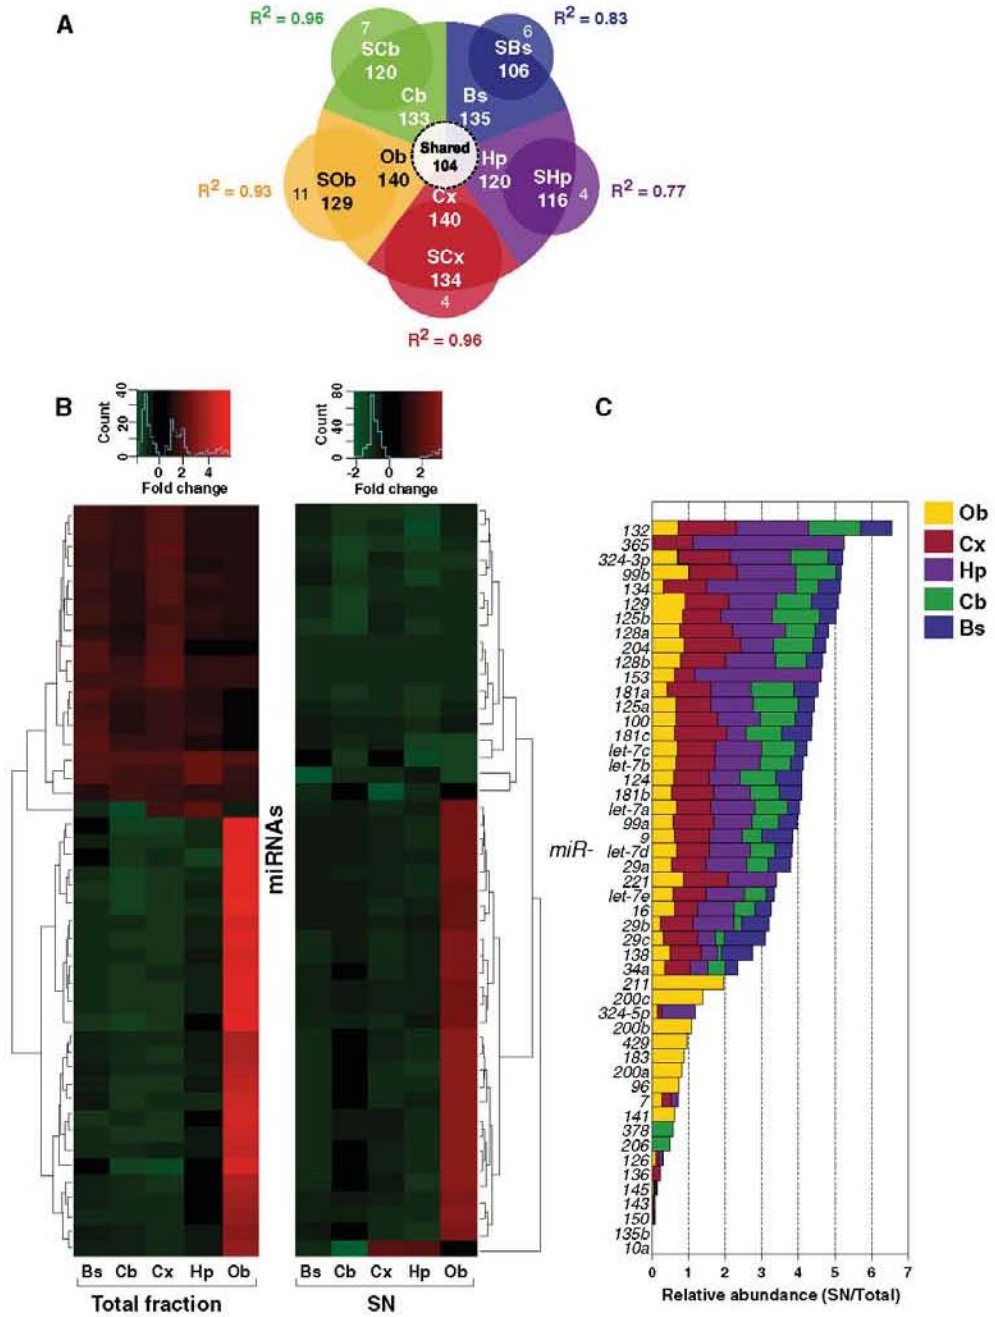 A
R² = 0.96
R² = 0.83
7
SCb
120
6
SBs
106
Cb
133
Bs
135
Shared
104
Ob
140
Hp
120
11
SOb
129
SHp
116
4
R² = 0.93
R² = 0.77
Cx
140
SCx
134
4
R² = 0.96
B
Count
0 20 40
0 2 4
Fold change
Count
0 40 80
-2 0 2
Fold change
miRNAs
Bs Cb Cx Hp Ob
Total fraction
Bs Cb Cx Hp Ob
SN
C
Ob
Cx
Hp
Cb
Bs
miR-
132
365
324-3p
99b
134
129
125b
128a
204
128b
153
181a
125a
100
181c
let-7c
let-7b
124
181b
let-7a
99a
9
let-7d
29a
221
let-7e
16
29b
29c
138
34a
211
200c
324-5p
200b
429
183
200a
96
7
141
378
206
126
136
145
143
150
135b
10a
0 1 2 3 4 5 6 7
Relative abundance (SN/Total)